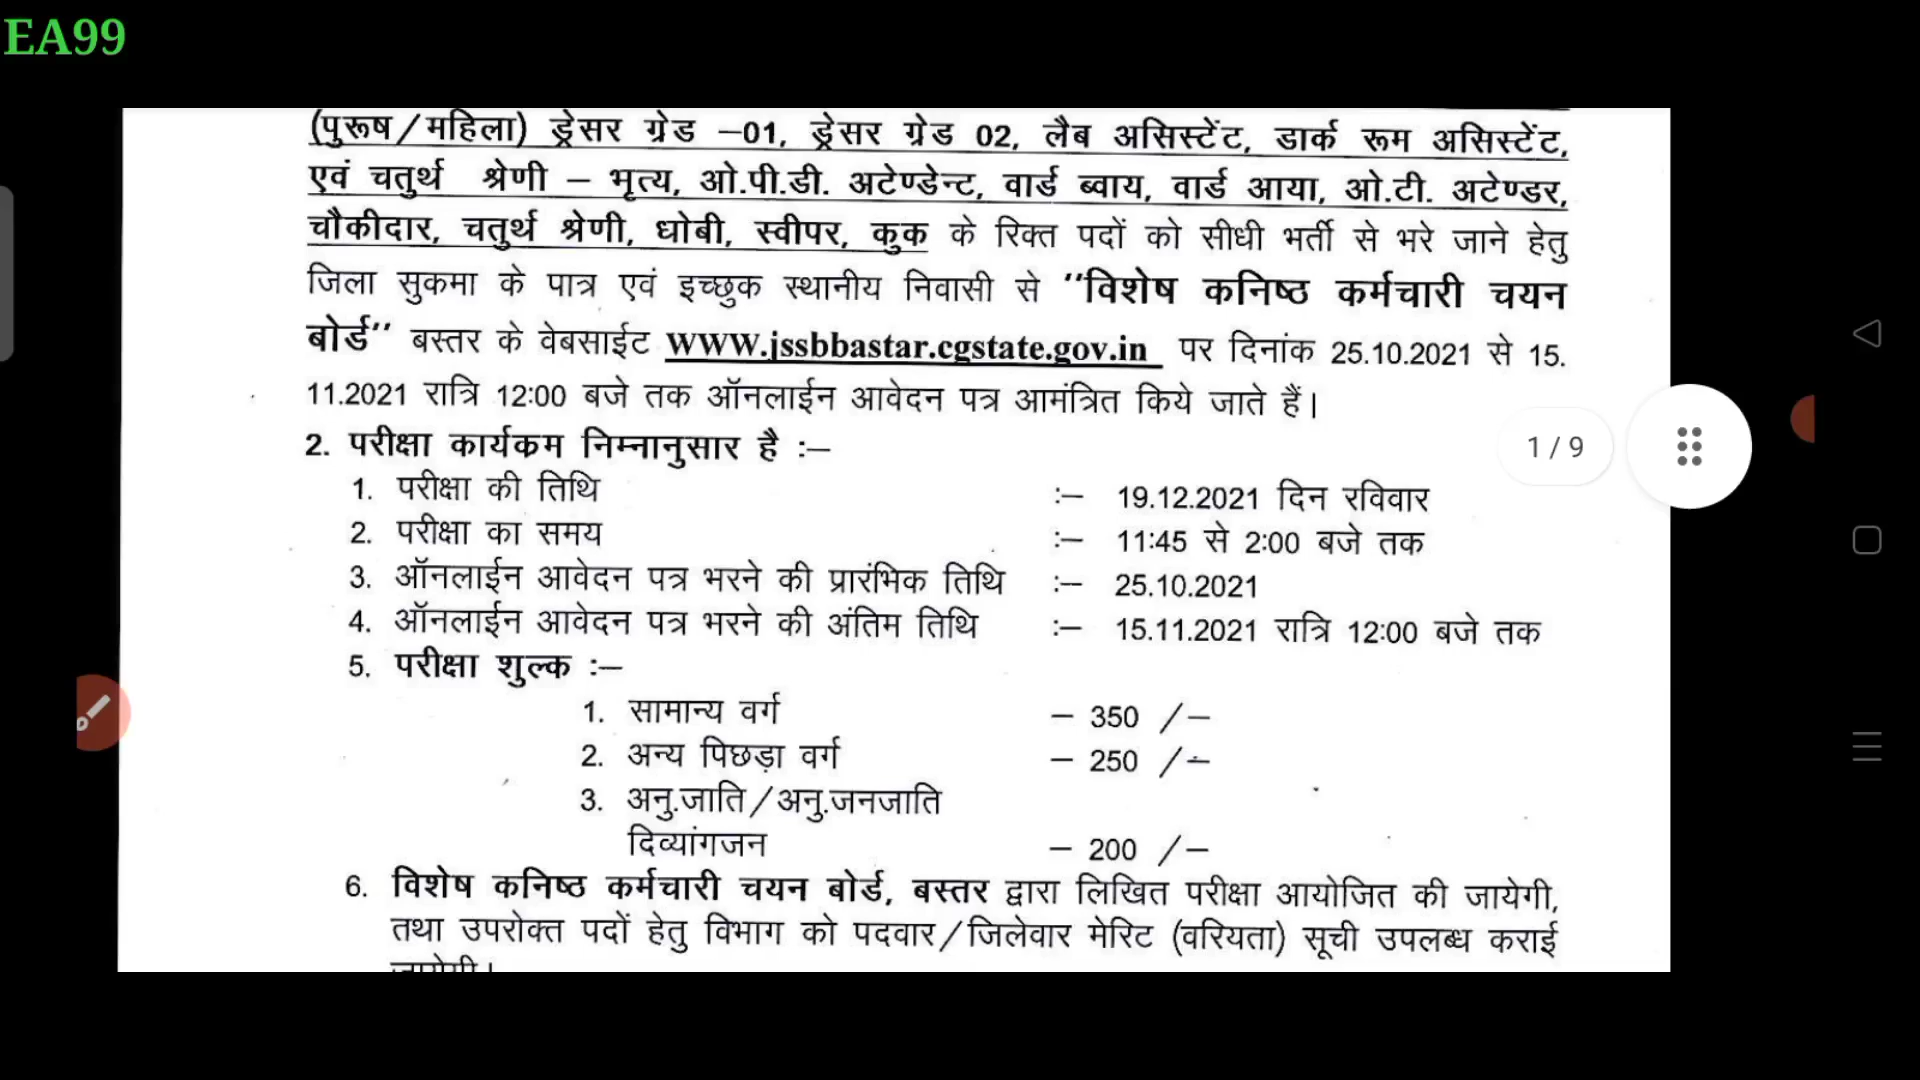 EA99
(पुरूष/महिला) ड्रेसर ग्रेड –01, ड्रेसर ग्रेड 02, लैब असिस्टेंट, डार्क रूम असिस्टेंट,
एवं चतुर्थ श्रेणी – भृत्य, ओ.पी.डी. अटेण्डेन्ट, वार्ड ब्वाय, वार्ड आया, ओ.टी. अटेण्डर,
चौकीदार, चतुर्थ श्रेणी, धोबी, स्वीपर, कुक के रिक्त पदों को सीधी भर्ती से भरे जाने हेतु
जिला सुकमा के पात्र एवं इच्छुक स्थानीय निवासी से "विशेष कनिष्ठ कर्मचारी चयन
बोर्ड" बस्तर के वेबसाईट WWW.jssbbastar.cgstate.gov.in पर दिनांक 25.10.2021 से 15.
11.2021 रात्रि 12:00 बजे तक ऑनलाईन आवेदन पत्र आमंत्रित किये जाते हैं।
2. परीक्षा कार्यकम निम्नानुसार है :–
1 / 9
1. परीक्षा की तिथि :– 19.12.2021 दिन रविवार
2. परीक्षा का समय :– 11:45 से 2:00 बजे तक
3. ऑनलाईन आवेदन पत्र भरने की प्रारंभिक तिथि :– 25.10.2021
4. ऑनलाईन आवेदन पत्र भरने की अंतिम तिथि :– 15.11.2021 रात्रि 12:00 बजे तक
5. परीक्षा शुल्क :–
1. सामान्य वर्ग – 350 /–
2. अन्य पिछड़ा वर्ग – 250 /–
3. अनु.जाति/अनु.जनजाति
दिव्यांगजन – 200 /–
6. विशेष कनिष्ठ कर्मचारी चयन बोर्ड, बस्तर द्वारा लिखित परीक्षा आयोजित की जायेगी,
तथा उपरोक्त पदों हेतु विभाग को पदवार/जिलेवार मेरिट (वरियता) सूची उपलब्ध कराई